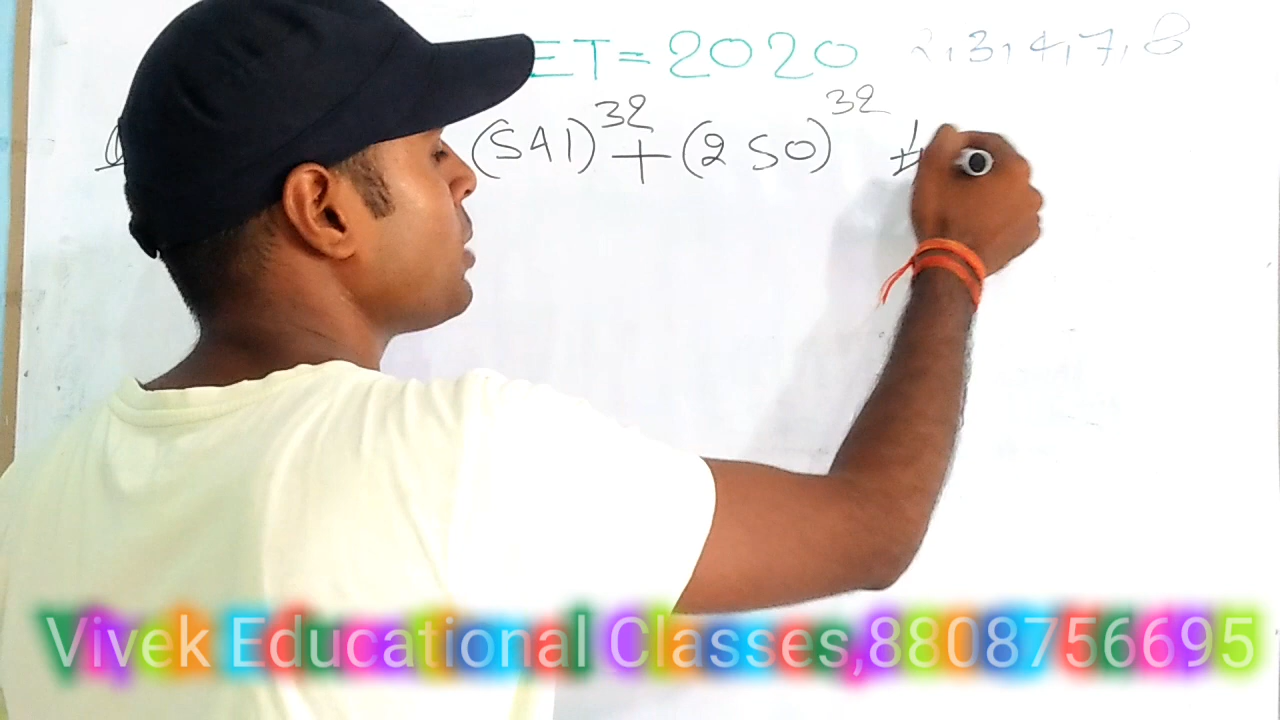 ET=2020 2,3,4,7,8
(541)³² + (250)³²
Vivek Educational Classes,8808756695